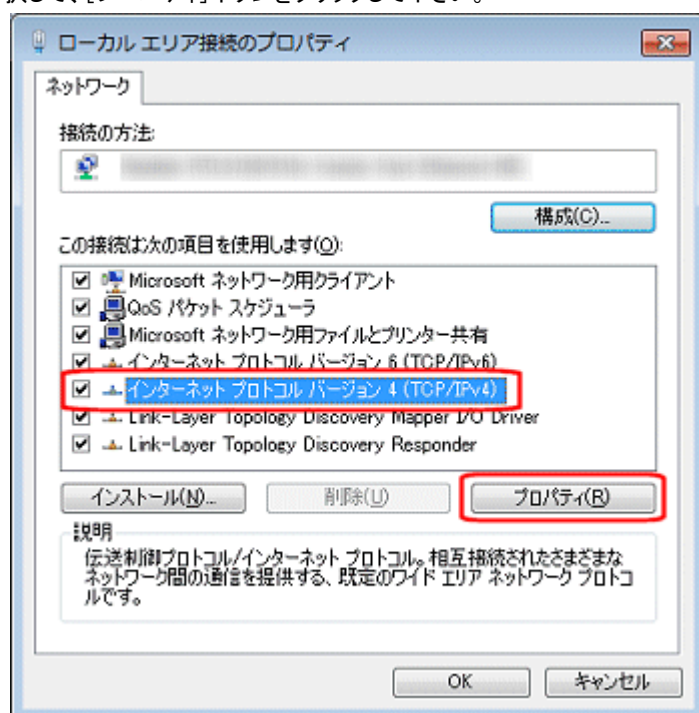 ローカル エリア接続のプロパティ
ネットワーク
接続の方法:
構成(C)...
この接続は次の項目を使用します(O):
Microsoft ネットワーク用クライアント
QoS パケット スケジューラ
Microsoft ネットワーク用ファイルとプリンター共有
インターネット プロトコル バージョン 6 (TCP/IPv6)
インターネット プロトコル バージョン 4 (TCP/IPv4)
Link-Layer Topology Discovery Mapper I/O Driver
Link-Layer Topology Discovery Responder
インストール(N)... 削除(U) プロパティ(R)
説明
伝送制御プロトコル/インターネット プロトコル。相互接続されたさまざまな
ネットワーク間の通信を提供する、既定のワイド エリア ネットワーク プロトコ
ルです。
OK キャンセル